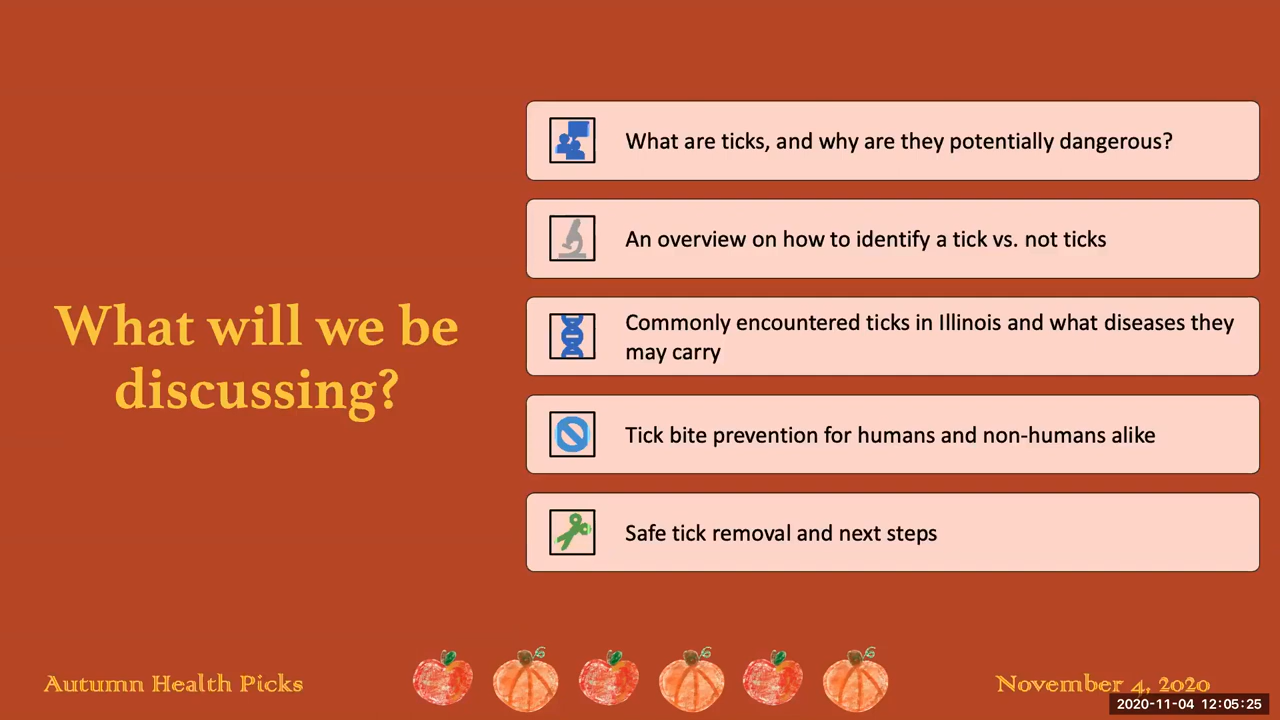 What will we be
discussing?
What are ticks, and why are they potentially dangerous?
An overview on how to identify a tick vs. not ticks
Commonly encountered ticks in Illinois and what diseases they
may carry
Tick bite prevention for humans and non-humans alike
Safe tick removal and next steps
Autumn Health Picks
November 4, 2020
2020-11-04 12:05:25